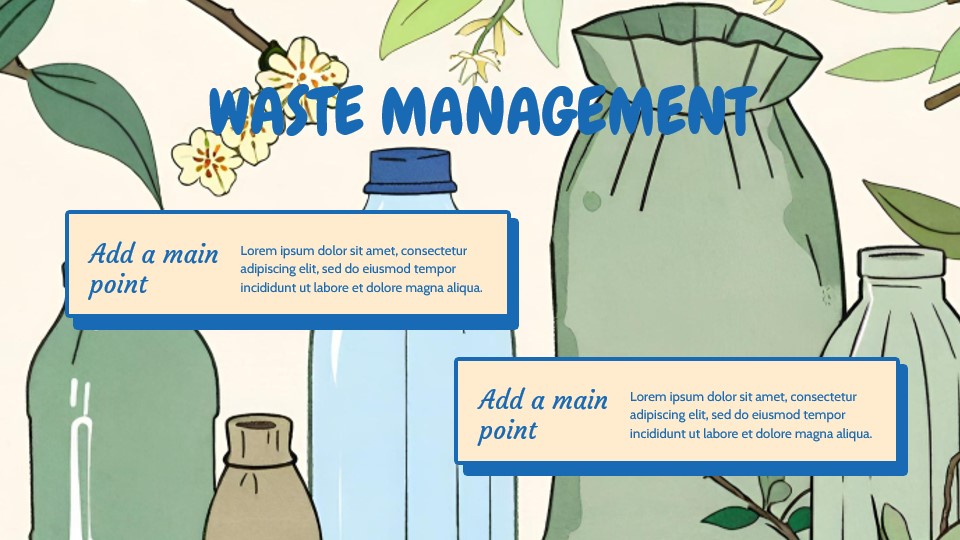 WASTE MANAGEMENT
Add a main
point
Lorem ipsum dolor sit amet, consectetur
adipiscing elit, sed do eiusmod tempor
incididunt ut labore et dolore magna aliqua.
Add a main
point
Lorem ipsum dolor sit amet, consectetur
adipiscing elit, sed do eiusmod tempor
incididunt ut labore et dolore magna aliqua.